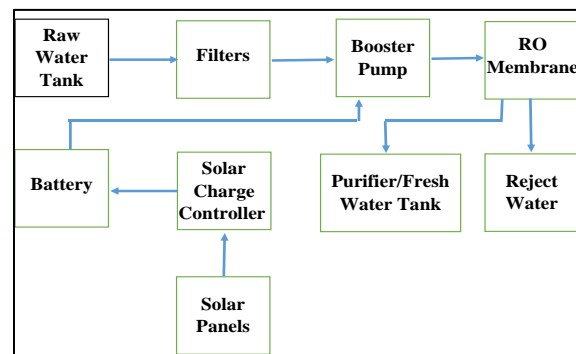 Raw
Water
Tank
Filters
Booster
Pump
RO
Membrane
Battery
Solar
Charge
Controller
Purifier/Fresh
Water Tank
Reject
Water
Solar
Panels